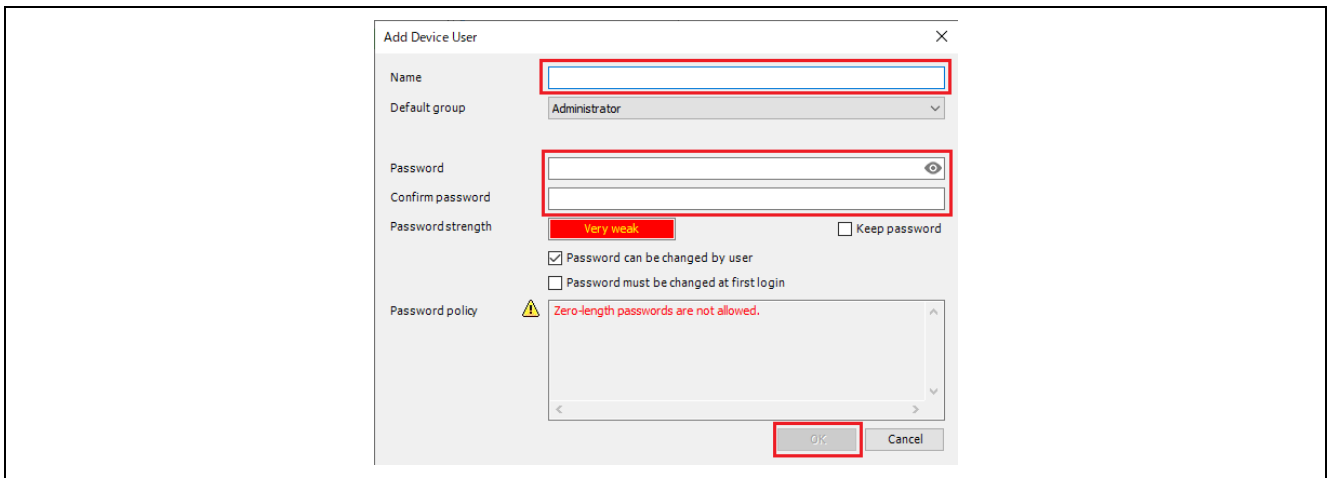 Add Device User
Name
Default group Administrator
Password
Confirm password
Password strength Very weak Keep password
Password can be changed by user
Password must be changed at first login
Password policy Zero-length passwords are not allowed.
OK Cancel